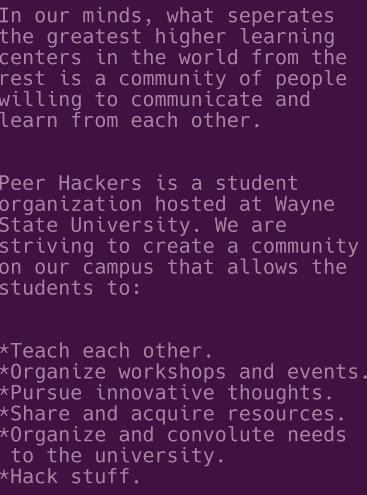 In our minds, what seperates
the greatest higher learning
centers in the world from the
rest is a community of people
willing to communicate and
learn from each other.
Peer Hackers is a student
organization hosted at Wayne
State University. We are
striving to create a community
on our campus that allows the
students to:
*Teach each other.
*Organize workshops and events.
*Pursue innovative thoughts.
*Share and acquire resources.
*Organize and convolute needs
to the university.
*Hack stuff.